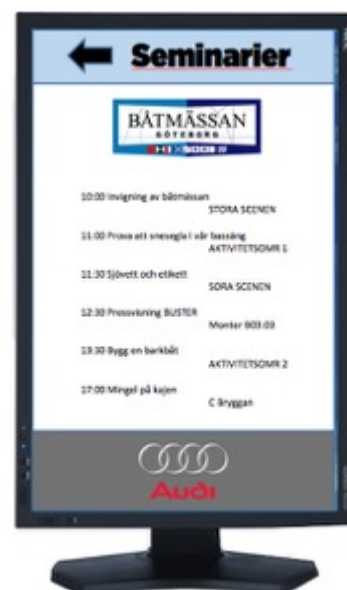 Seminarier
BÅTMÄSSAN
GÖTEBORG
10:00 Invigning av båtmässan
STORA SCENEN
11:00 Prova att snesegla i vår bassäng
AKTIVITETSOMR 1
11:30 Sjövett och etikett
SORA SCENEN
12:30 Pressvisning BUSTER
Monter B03:03
13:30 Bygg en barkbåt
AKTIVITETSOMR 2
17:00 Mingel på kajen
C Bryggan
Audi